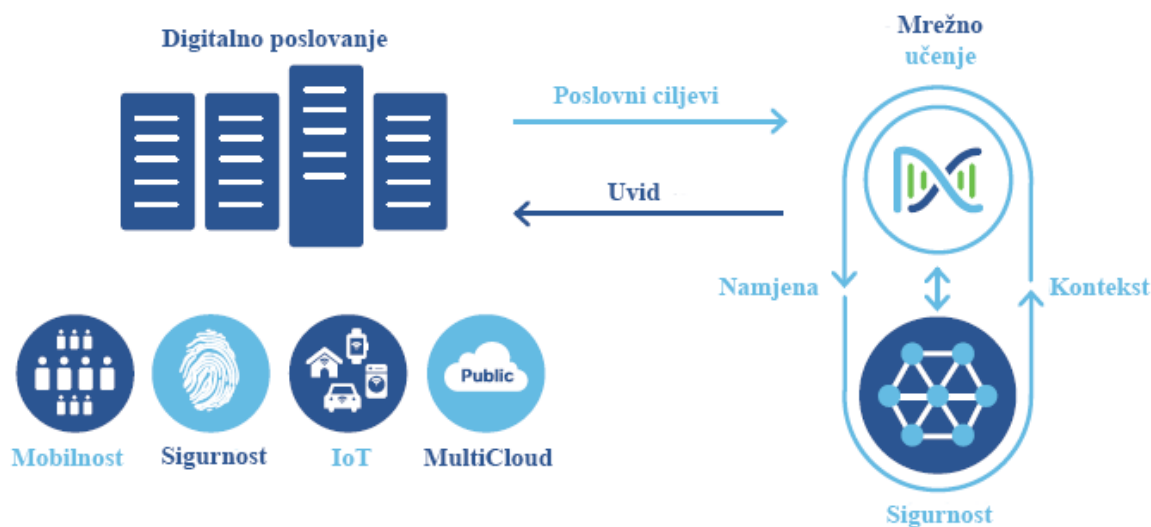 Digitalno poslovanje
Mrežno
učenje
Poslovni ciljevi
Uvid
Namjena
Kontekst
Public
Mobilnost
Sigurnost
IoT
MultiCloud
Sigurnost